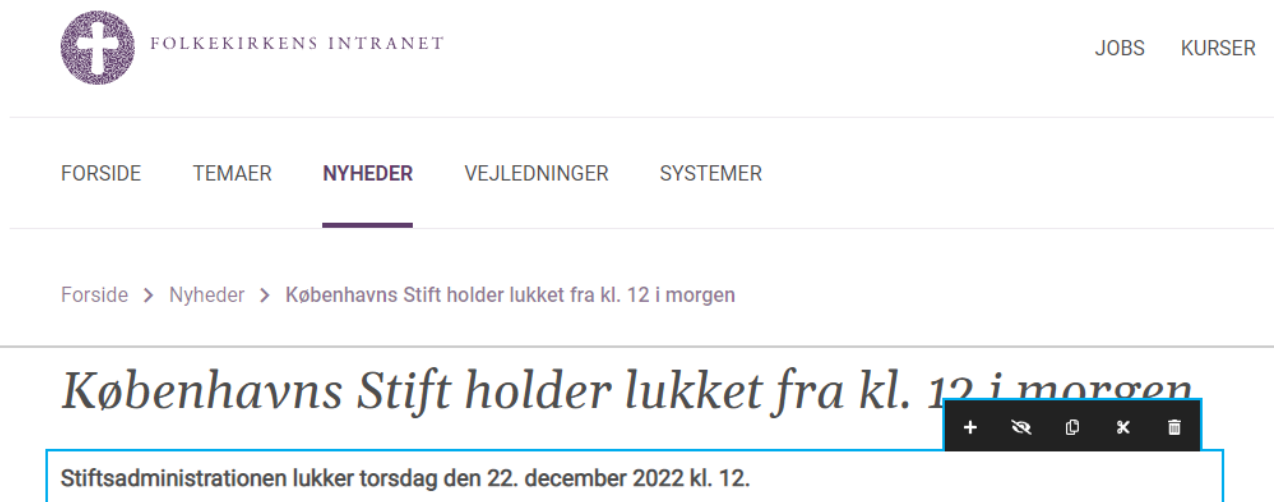 FOLKEKIRKENS INTRANET
JOBS KURSER
FORSIDE TEMAER NYHEDER VEJLEDNINGER SYSTEMER
Forside > Nyheder > Københavns Stift holder lukket fra kl. 12 i morgen
Københavns Stift holder lukket fra kl. 12 i morgen
Stiftsadministrationen lukker torsdag den 22. december 2022 kl. 12.